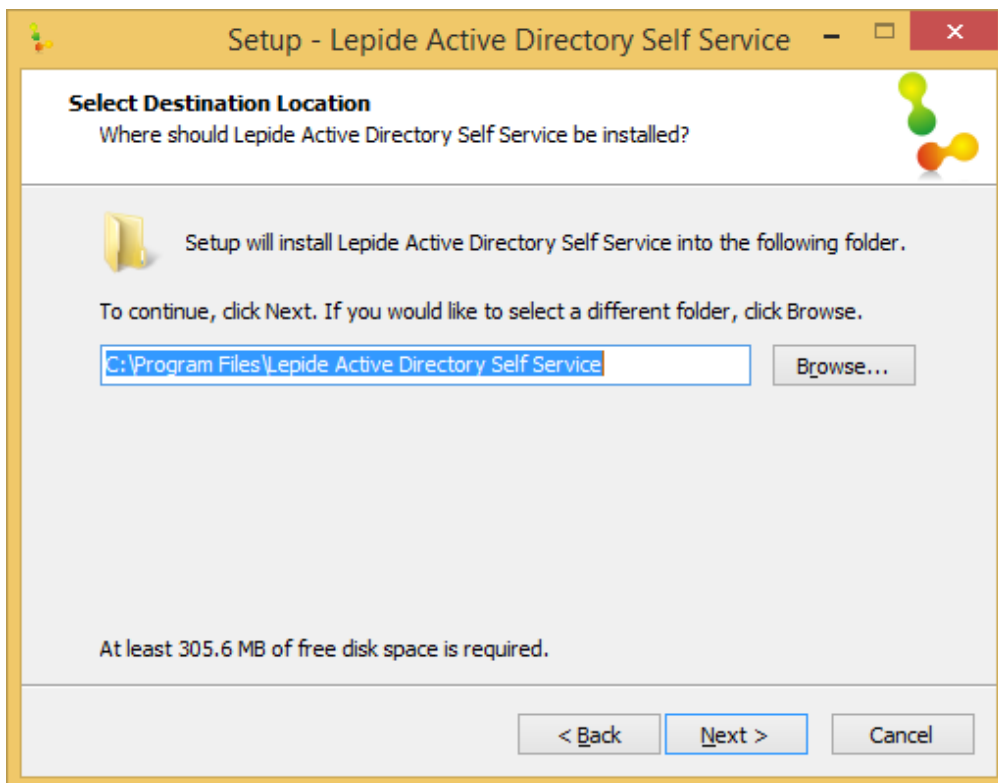 Setup - Lepide Active Directory Self Service
Select Destination Location
Where should Lepide Active Directory Self Service be installed?
Setup will install Lepide Active Directory Self Service into the following folder.
To continue, click Next. If you would like to select a different folder, click Browse.
C:\Program Files\Lepide Active Directory Self Service
Browse...
At least 305.6 MB of free disk space is required.
< Back
Next >
Cancel